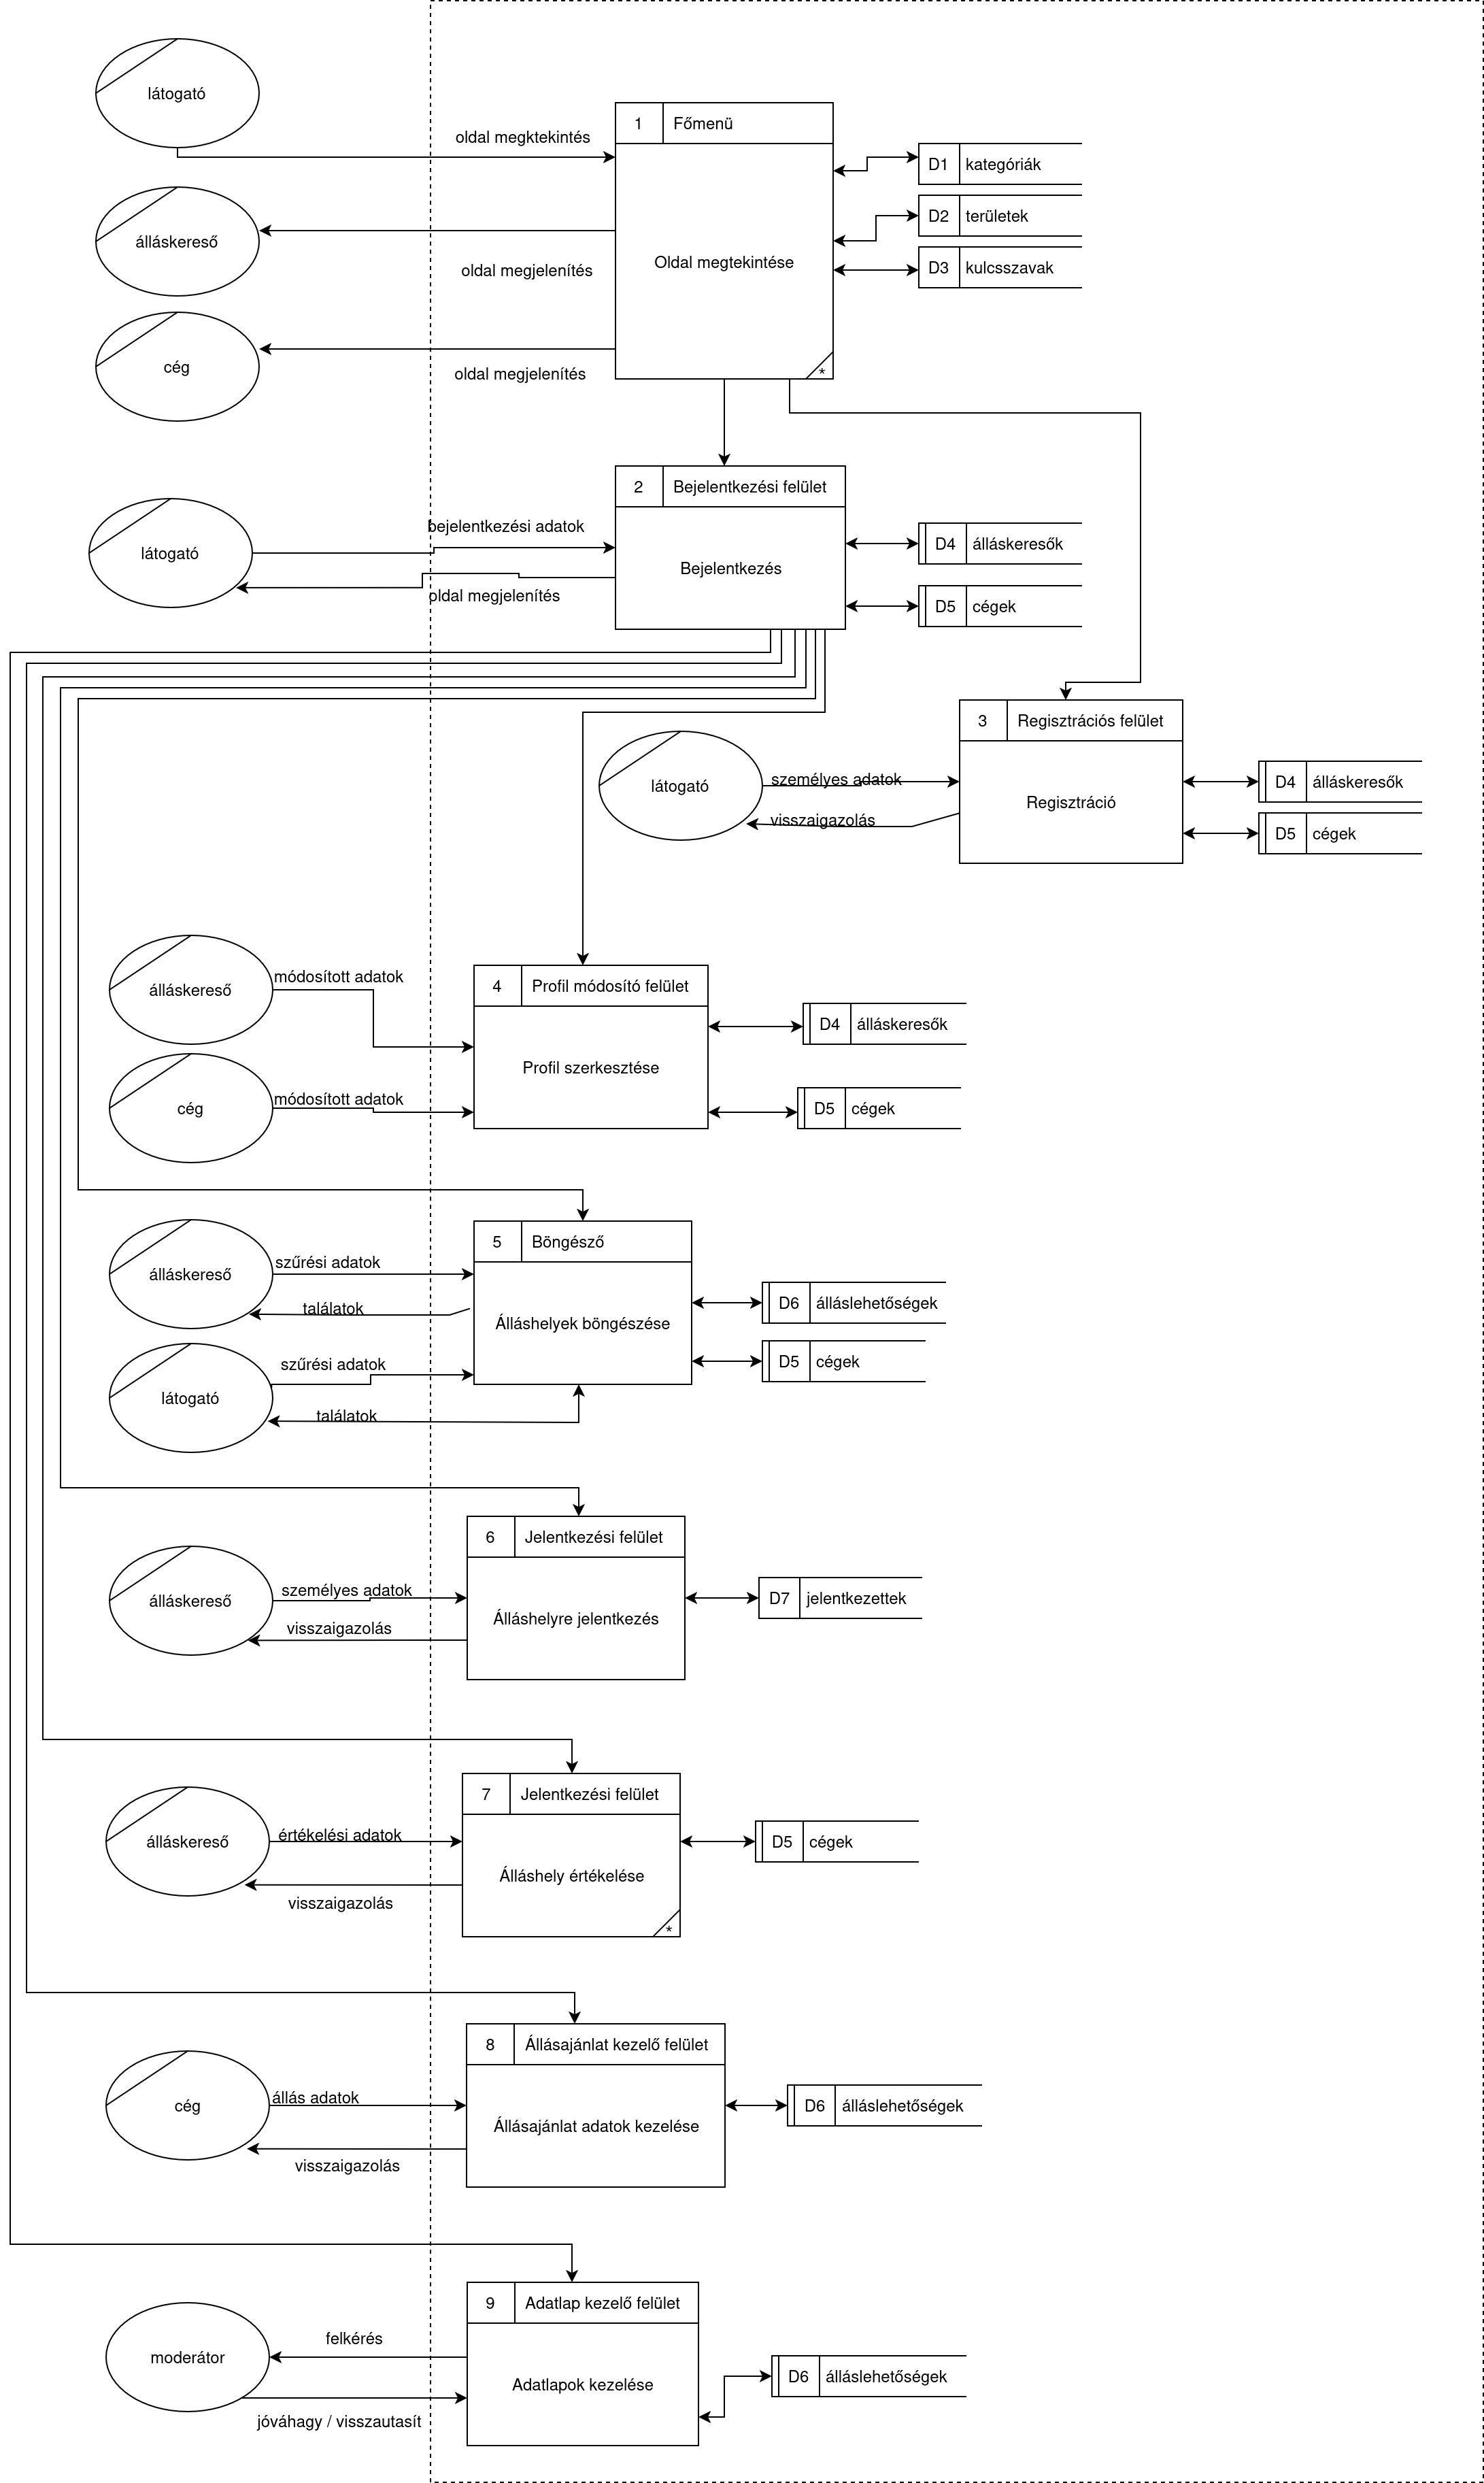 látogató
oldal megktekintés
1
Főmenü
D1
kategóriák
D2
területek
álláskereső
oldal megjelenítés
Oldal megtekintése
D3
kulcsszavak
cég
oldal megjelenítés
*
2
Bejelentkezési felület
bejelentkezési adatok
látogató
Bejelentkezés
D4
álláskeresők
oldal megjelenítés
D5
cégek
3
Regisztrációs felület
látogató
személyes adatok
visszaigazolás
Regisztráció
D4
álláskeresők
D5
cégek
álláskereső
módosított adatok
4
Profil módosító felület
D4
álláskeresők
Profil szerkesztése
cég
módosított adatok
D5
cégek
5
Böngésző
álláskereső
szűrési adatok
találatok
Álláshelyek böngészése
D6
álláslehetőségek
D5
cégek
szűrési adatok
látogató
találatok
6
Jelentkezési felület
álláskereső
személyes adatok
visszaigazolás
Álláshelyre jelentkezés
D7
jelentkezettek
7
Jelentkezési felület
álláskereső
értékelési adatok
visszaigazolás
Álláshely értékelése
D5
cégek
*
8
Állásajánlat kezelő felület
cég
állás adatok
visszaigazolás
Állásajánlat adatok kezelése
D6
álláslehetőségek
9
Adatlap kezelő felület
moderátor
felkérés
jóváhagy / visszautasít
Adatlapok kezelése
D6
álláslehetőségek